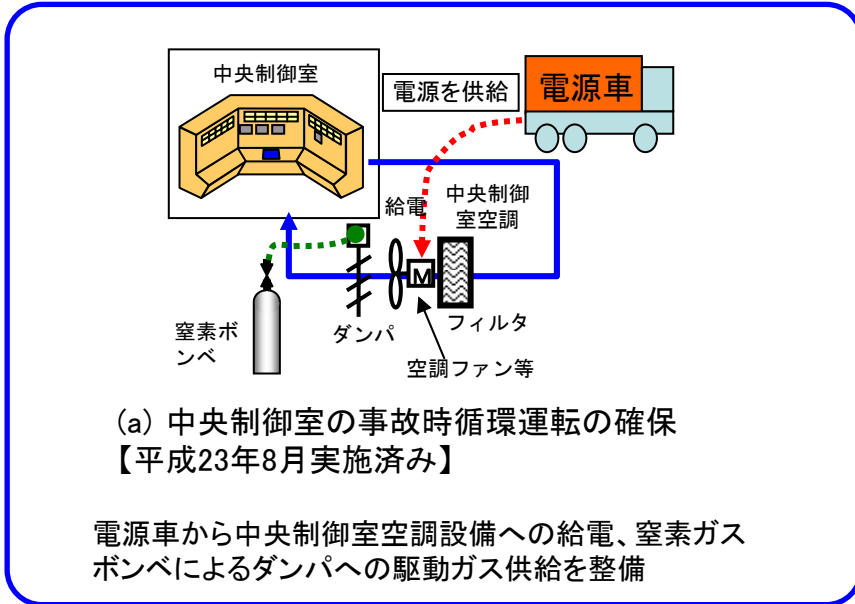 中央制御室
電源を供給
電源車
給電
中央制御
室空調
M
窒素ボ
ンベ
ダンパ
フィルタ
空調ファン等
(a) 中央制御室の事故時循環運転の確保
【平成23年8月実施済み】
電源車から中央制御室空調設備への給電、窒素ガス
ボンベによるダンパへの駆動ガス供給を整備